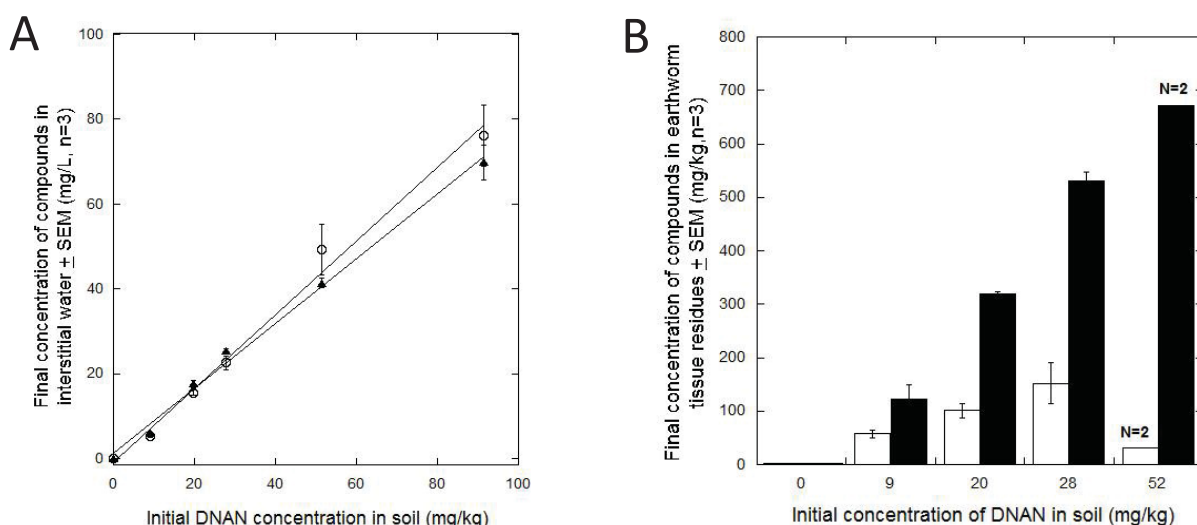 A
Final concentration of compounds in
interstitial water ± SEM (mg/L, n=3)
100
80
60
40
20
0
0 20 40 60 80 100
Initial DNAN concentration in soil (mg/kg)
B
Final concentration of compounds in earthworm
tissue residues ± SEM (mg/kg,n=3)
800
700
600
500
400
300
200
100
0
N=2
N=2
0 9 20 28 52
Initial concentration of DNAN in soil (mg/kg)